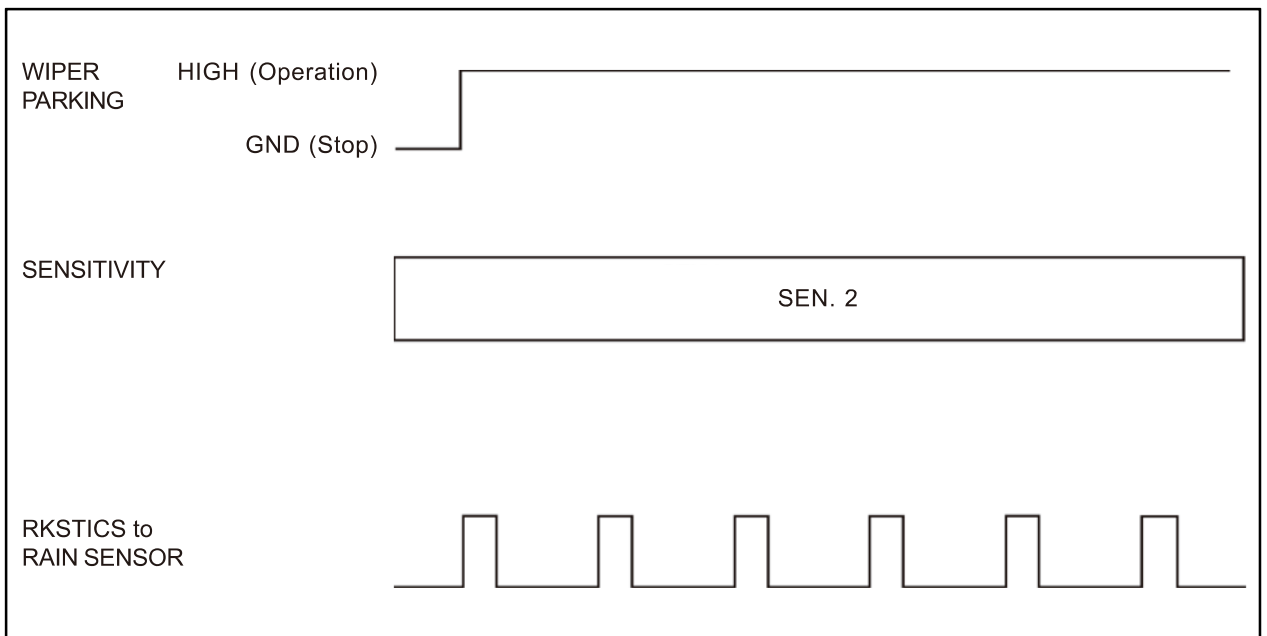 WIPER HIGH (Operation)
PARKING
GND (Stop)
SENSITIVITY
SEN. 2
RKSTICS to
RAIN SENSOR